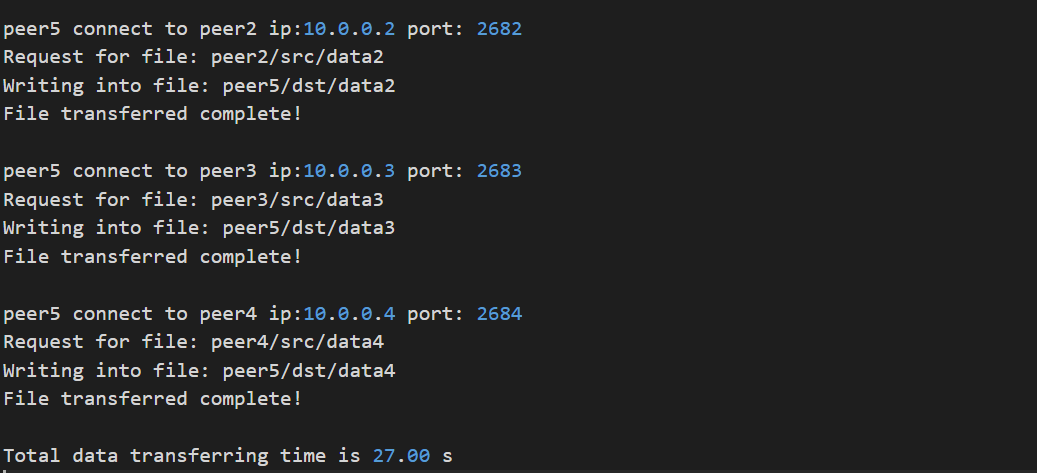 peer5 connect to peer2 ip:10.0.0.2 port: 2682
Request for file: peer2/src/data2
Writing into file: peer5/dst/data2
File transferred complete!
peer5 connect to peer3 ip:10.0.0.3 port: 2683
Request for file: peer3/src/data3
Writing into file: peer5/dst/data3
File transferred complete!
peer5 connect to peer4 ip:10.0.0.4 port: 2684
Request for file: peer4/src/data4
Writing into file: peer5/dst/data4
File transferred complete!
Total data transferring time is 27.00 s